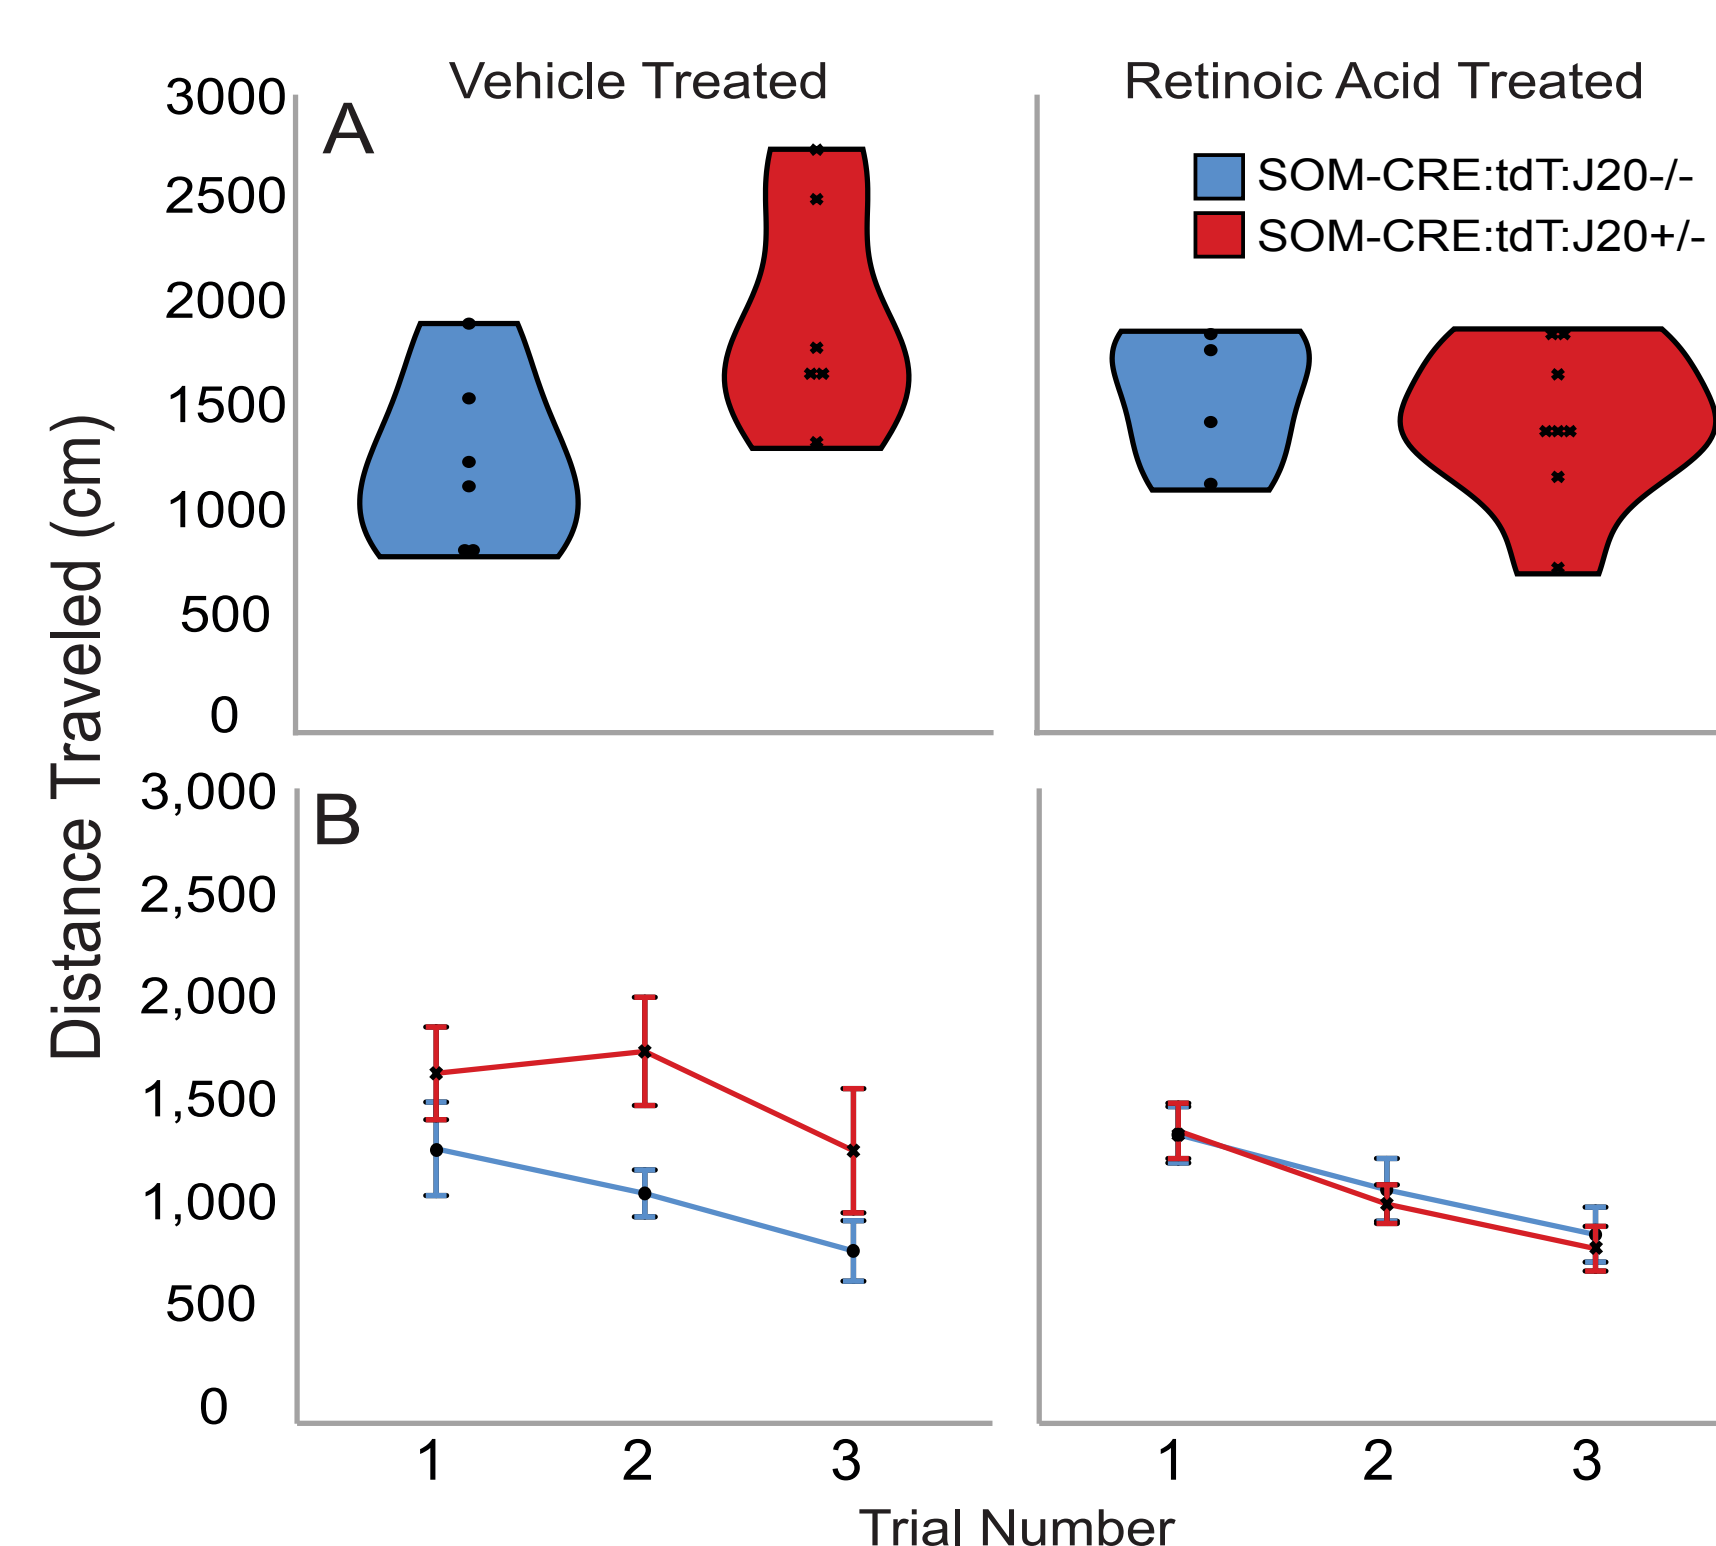 Vehicle Treated
Retinoic Acid Treated
A
SOM-CRE:tdT:J20-/-
SOM-CRE:tdT:J20+/-
3000
2500
2000
1500
1000
500
0
Distance Traveled (cm)
B
3,000
2,500
2,000
1,500
1,000
500
0
1 2 3
1 2 3
Trial Number